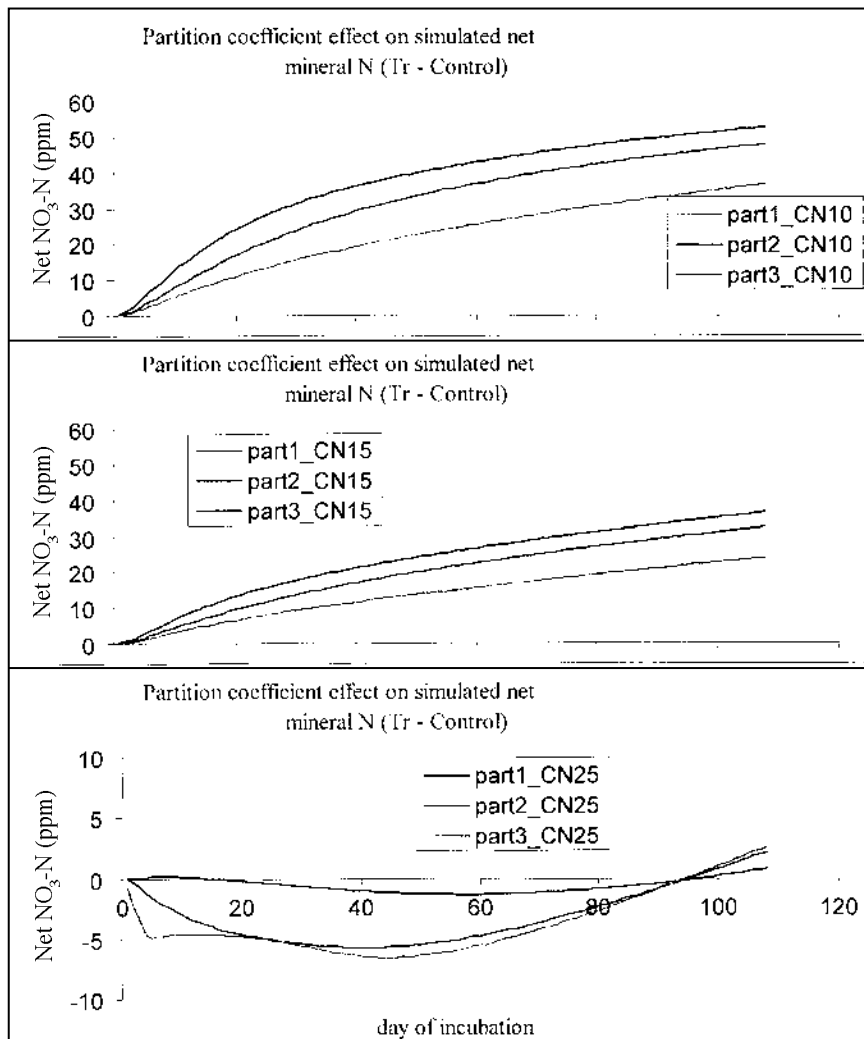 Partition coefficient effect on simulated net
mineral N (Tr - Control)
Net NO3-N (ppm)
60
50
40
30
20
10
0
part1_CN10
part2_CN10
part3_CN10
Partition coefficient effect on simulated net
mineral N (Tr - Control)
Net NO3-N (ppm)
60
50
40
30
20
10
0
part1_CN15
part2_CN15
part3_CN15
Partition coefficient effect on simulated net
mineral N (Tr - Control)
Net NO3-N (ppm)
10
5
0
-5
-10
part1_CN25
part2_CN25
part3_CN25
0 20 40 60 80 100 120
day of incubation